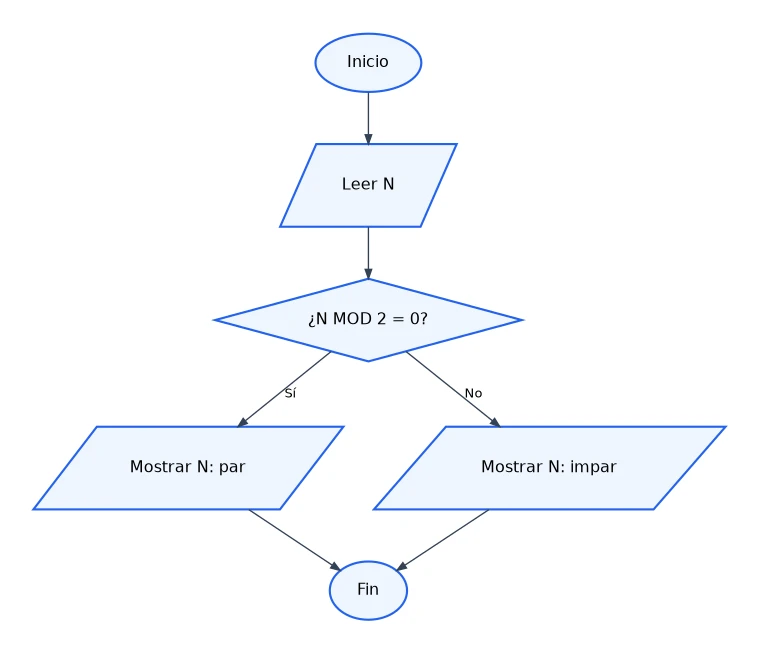 Inicio
Leer N
¿N MOD 2 = 0?
Sí
No
Mostrar N: par
Mostrar N: impar
Fin